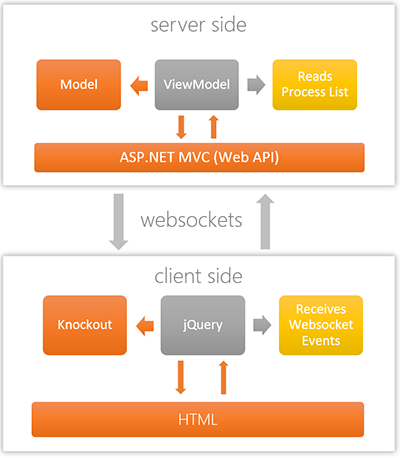 server side
Model
ViewModel
Reads
Process List
ASP.NET MVC (Web API)
websockets
client side
Knockout
jQuery
Receives
Websocket
Events
HTML